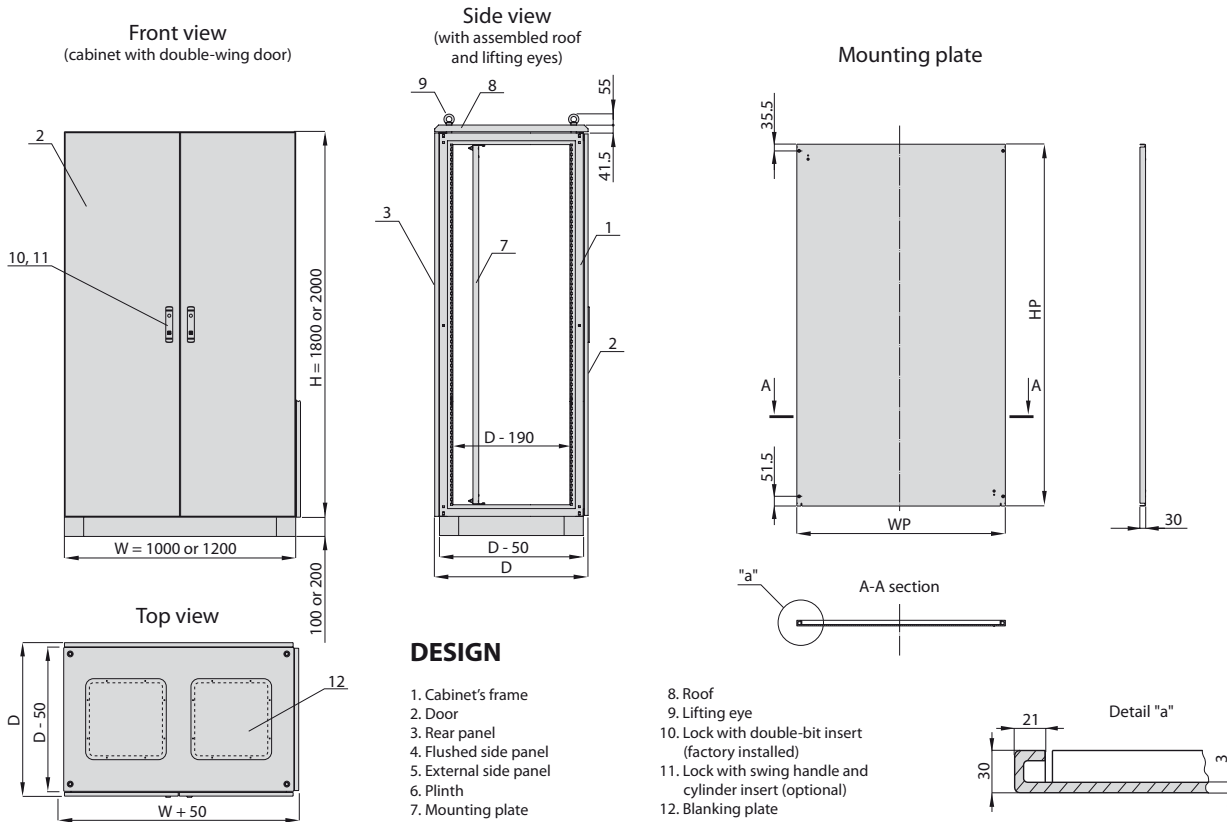 Front view
(cabinet with double-wing door)
2
10, 11
H = 1800 or 2000
W = 1000 or 1200
100 or 200
Side view
(with assembled roof
and lifting eyes)
9
8
55
41.5
3
1
7
2
D - 190
D - 50
D
Mounting plate
35.5
HP
A
A
51.5
WP
30
"a"
A-A section
Top view
12
D
D - 50
W + 50
DESIGN
1. Cabinet's frame
2. Door
3. Rear panel
4. Flushed side panel
5. External side panel
6. Plinth
7. Mounting plate
8. Roof
9. Lifting eye
10. Lock with double-bit insert
(factory installed)
11. Lock with swing handle and
cylinder insert (optional)
12. Blanking plate
Detail "a"
21
30
3